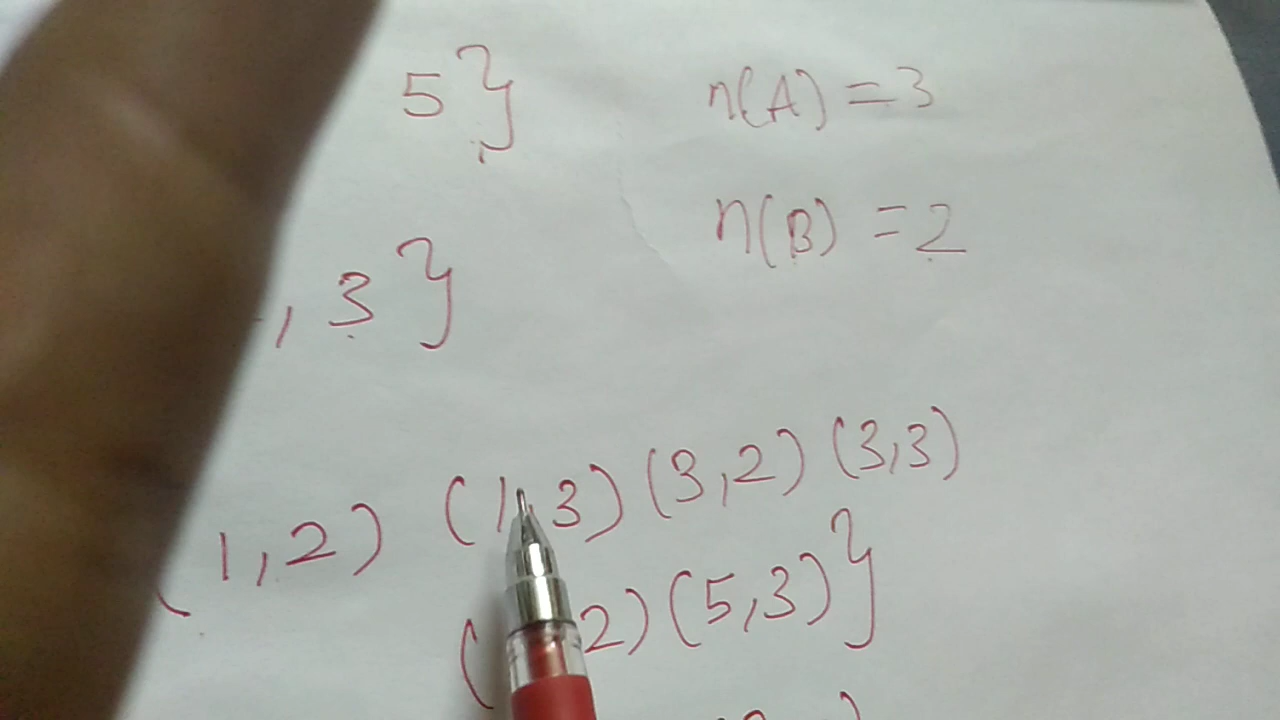 5} n(A) = 3
, 3} n(B) = 2
(1,2) (1,3) (3,2) (3,3)
( 2) (5,3)}